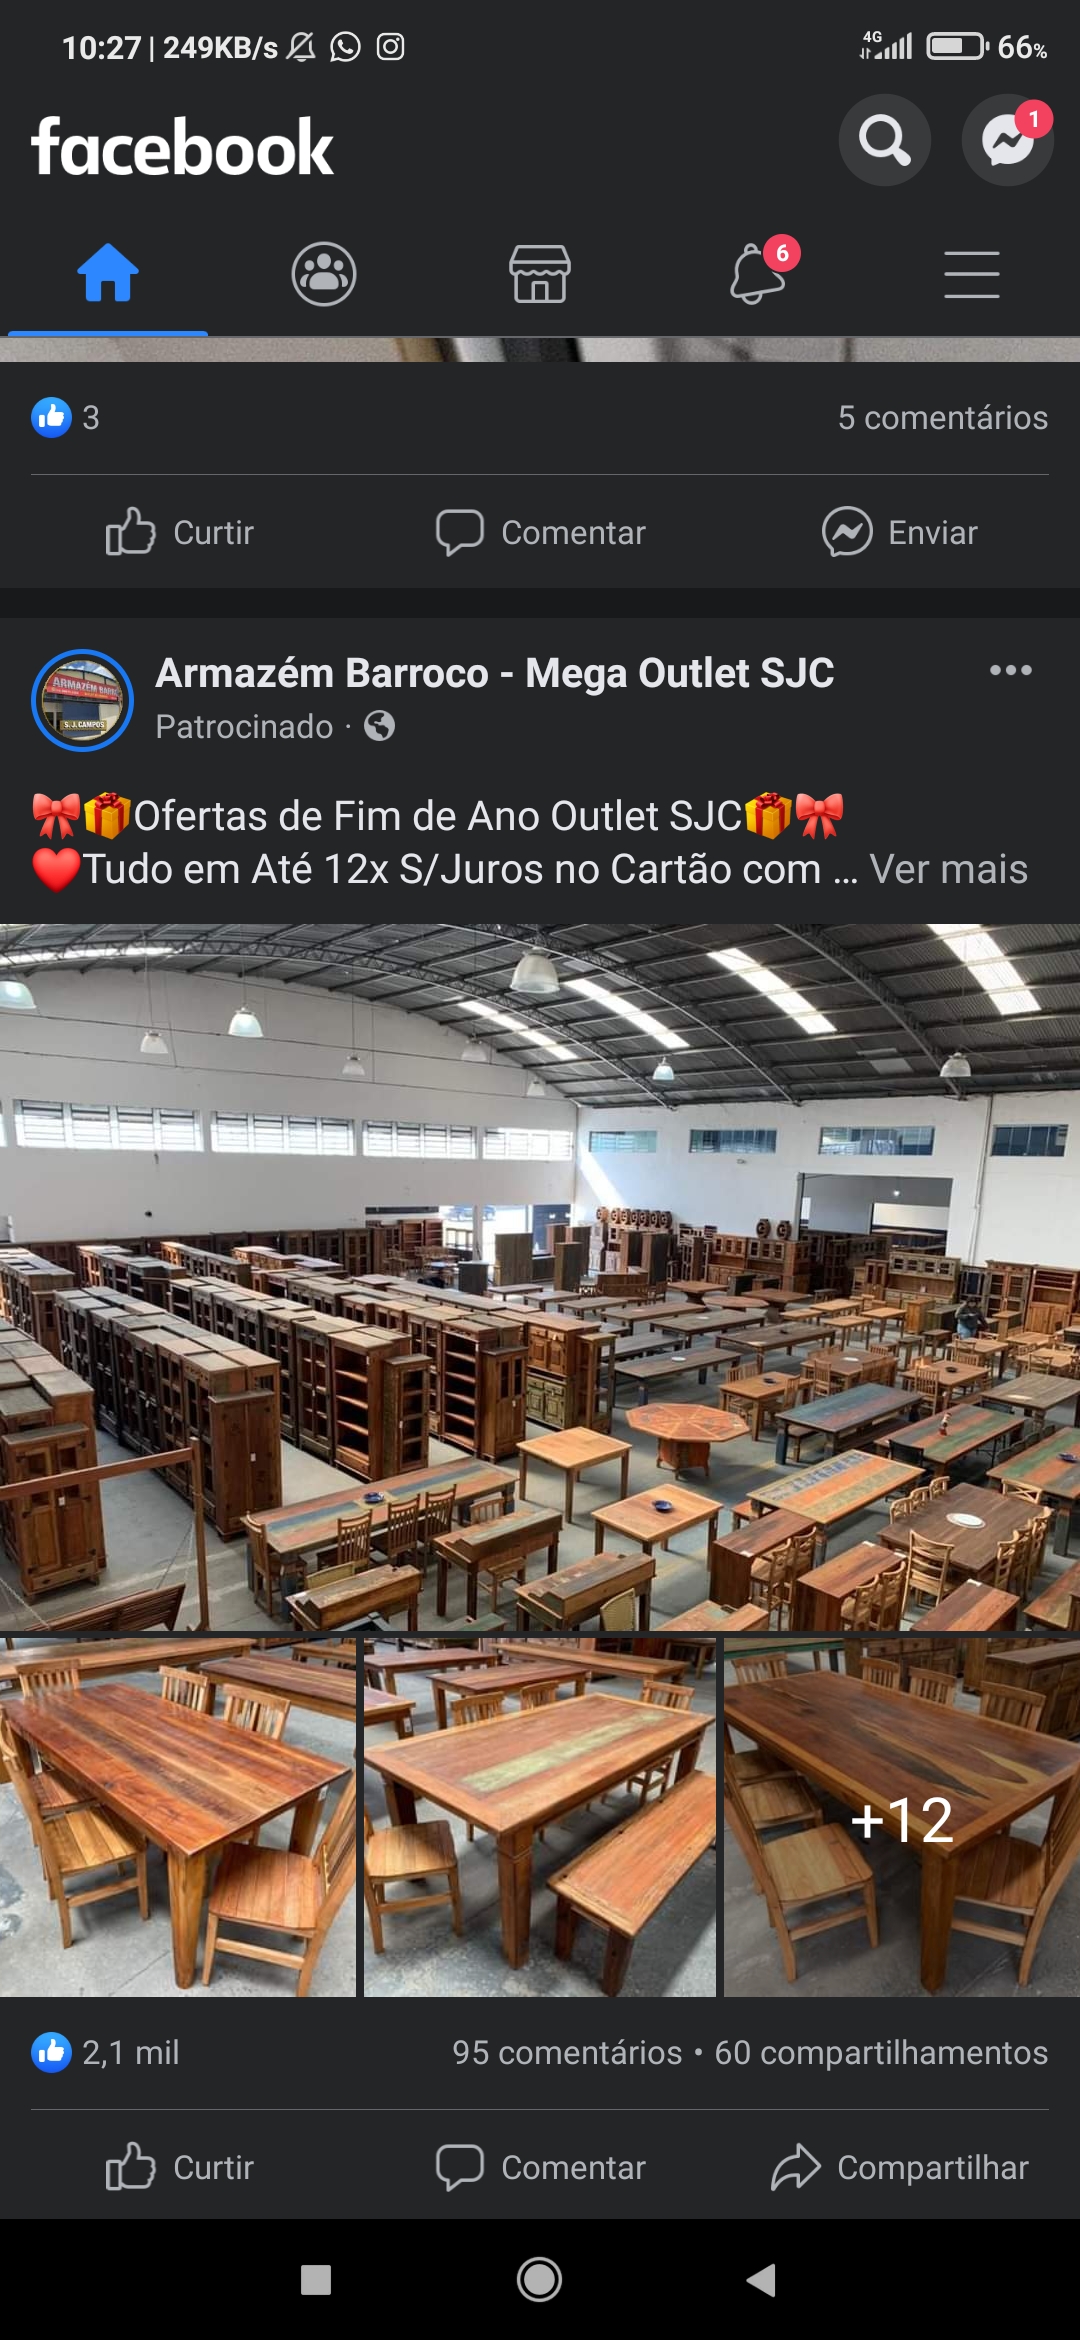 10:27 | 249KB/s
4G
66%
facebook
1
6
3
5 comentários
Curtir
Comentar
Enviar
ARMAZÉM BARRO
S. J. CAMPOS
Armazém Barroco - Mega Outlet SJC
Patrocinado ·
🎀🎁Ofertas de Fim de Ano Outlet SJC🎁🎀
❤️Tudo em Até 12x S/Juros no Cartão com ... Ver mais
+12
2,1 mil
95 comentários • 60 compartilhamentos
Curtir
Comentar
Compartilhar